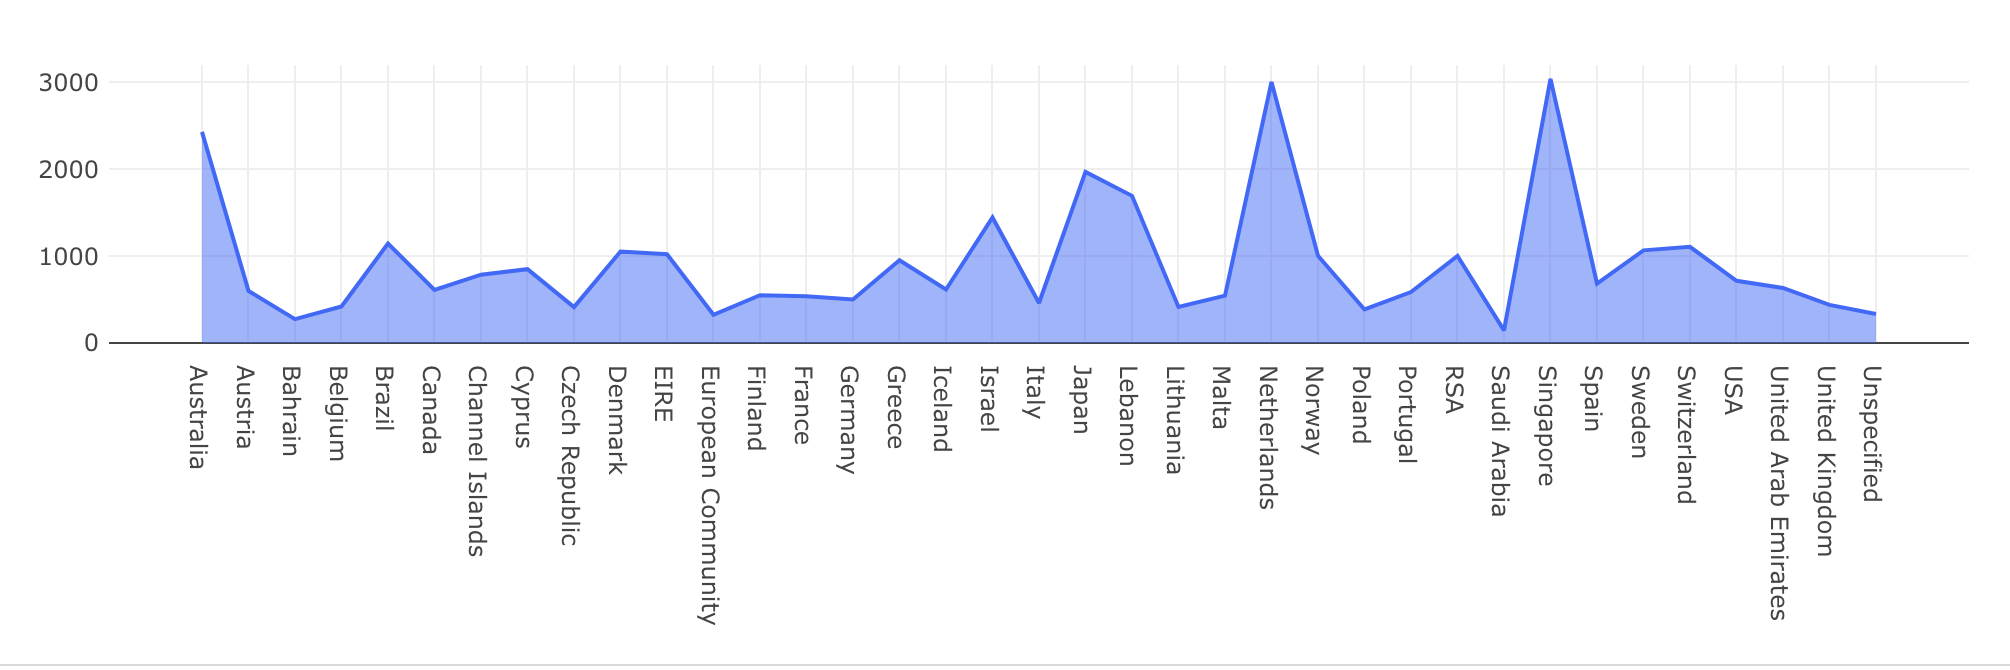 3000
2000
1000
0
Australia
Austria
Bahrain
Belgium
Brazil
Canada
Channel Islands
Cyprus
Czech Republic
Denmark
EIRE
European Community
Finland
France
Germany
Greece
Iceland
Israel
Italy
Japan
Lebanon
Lithuania
Malta
Netherlands
Norway
Poland
Portugal
RSA
Saudi Arabia
Singapore
Spain
Sweden
Switzerland
USA
United Arab Emirates
United Kingdom
Unspecified